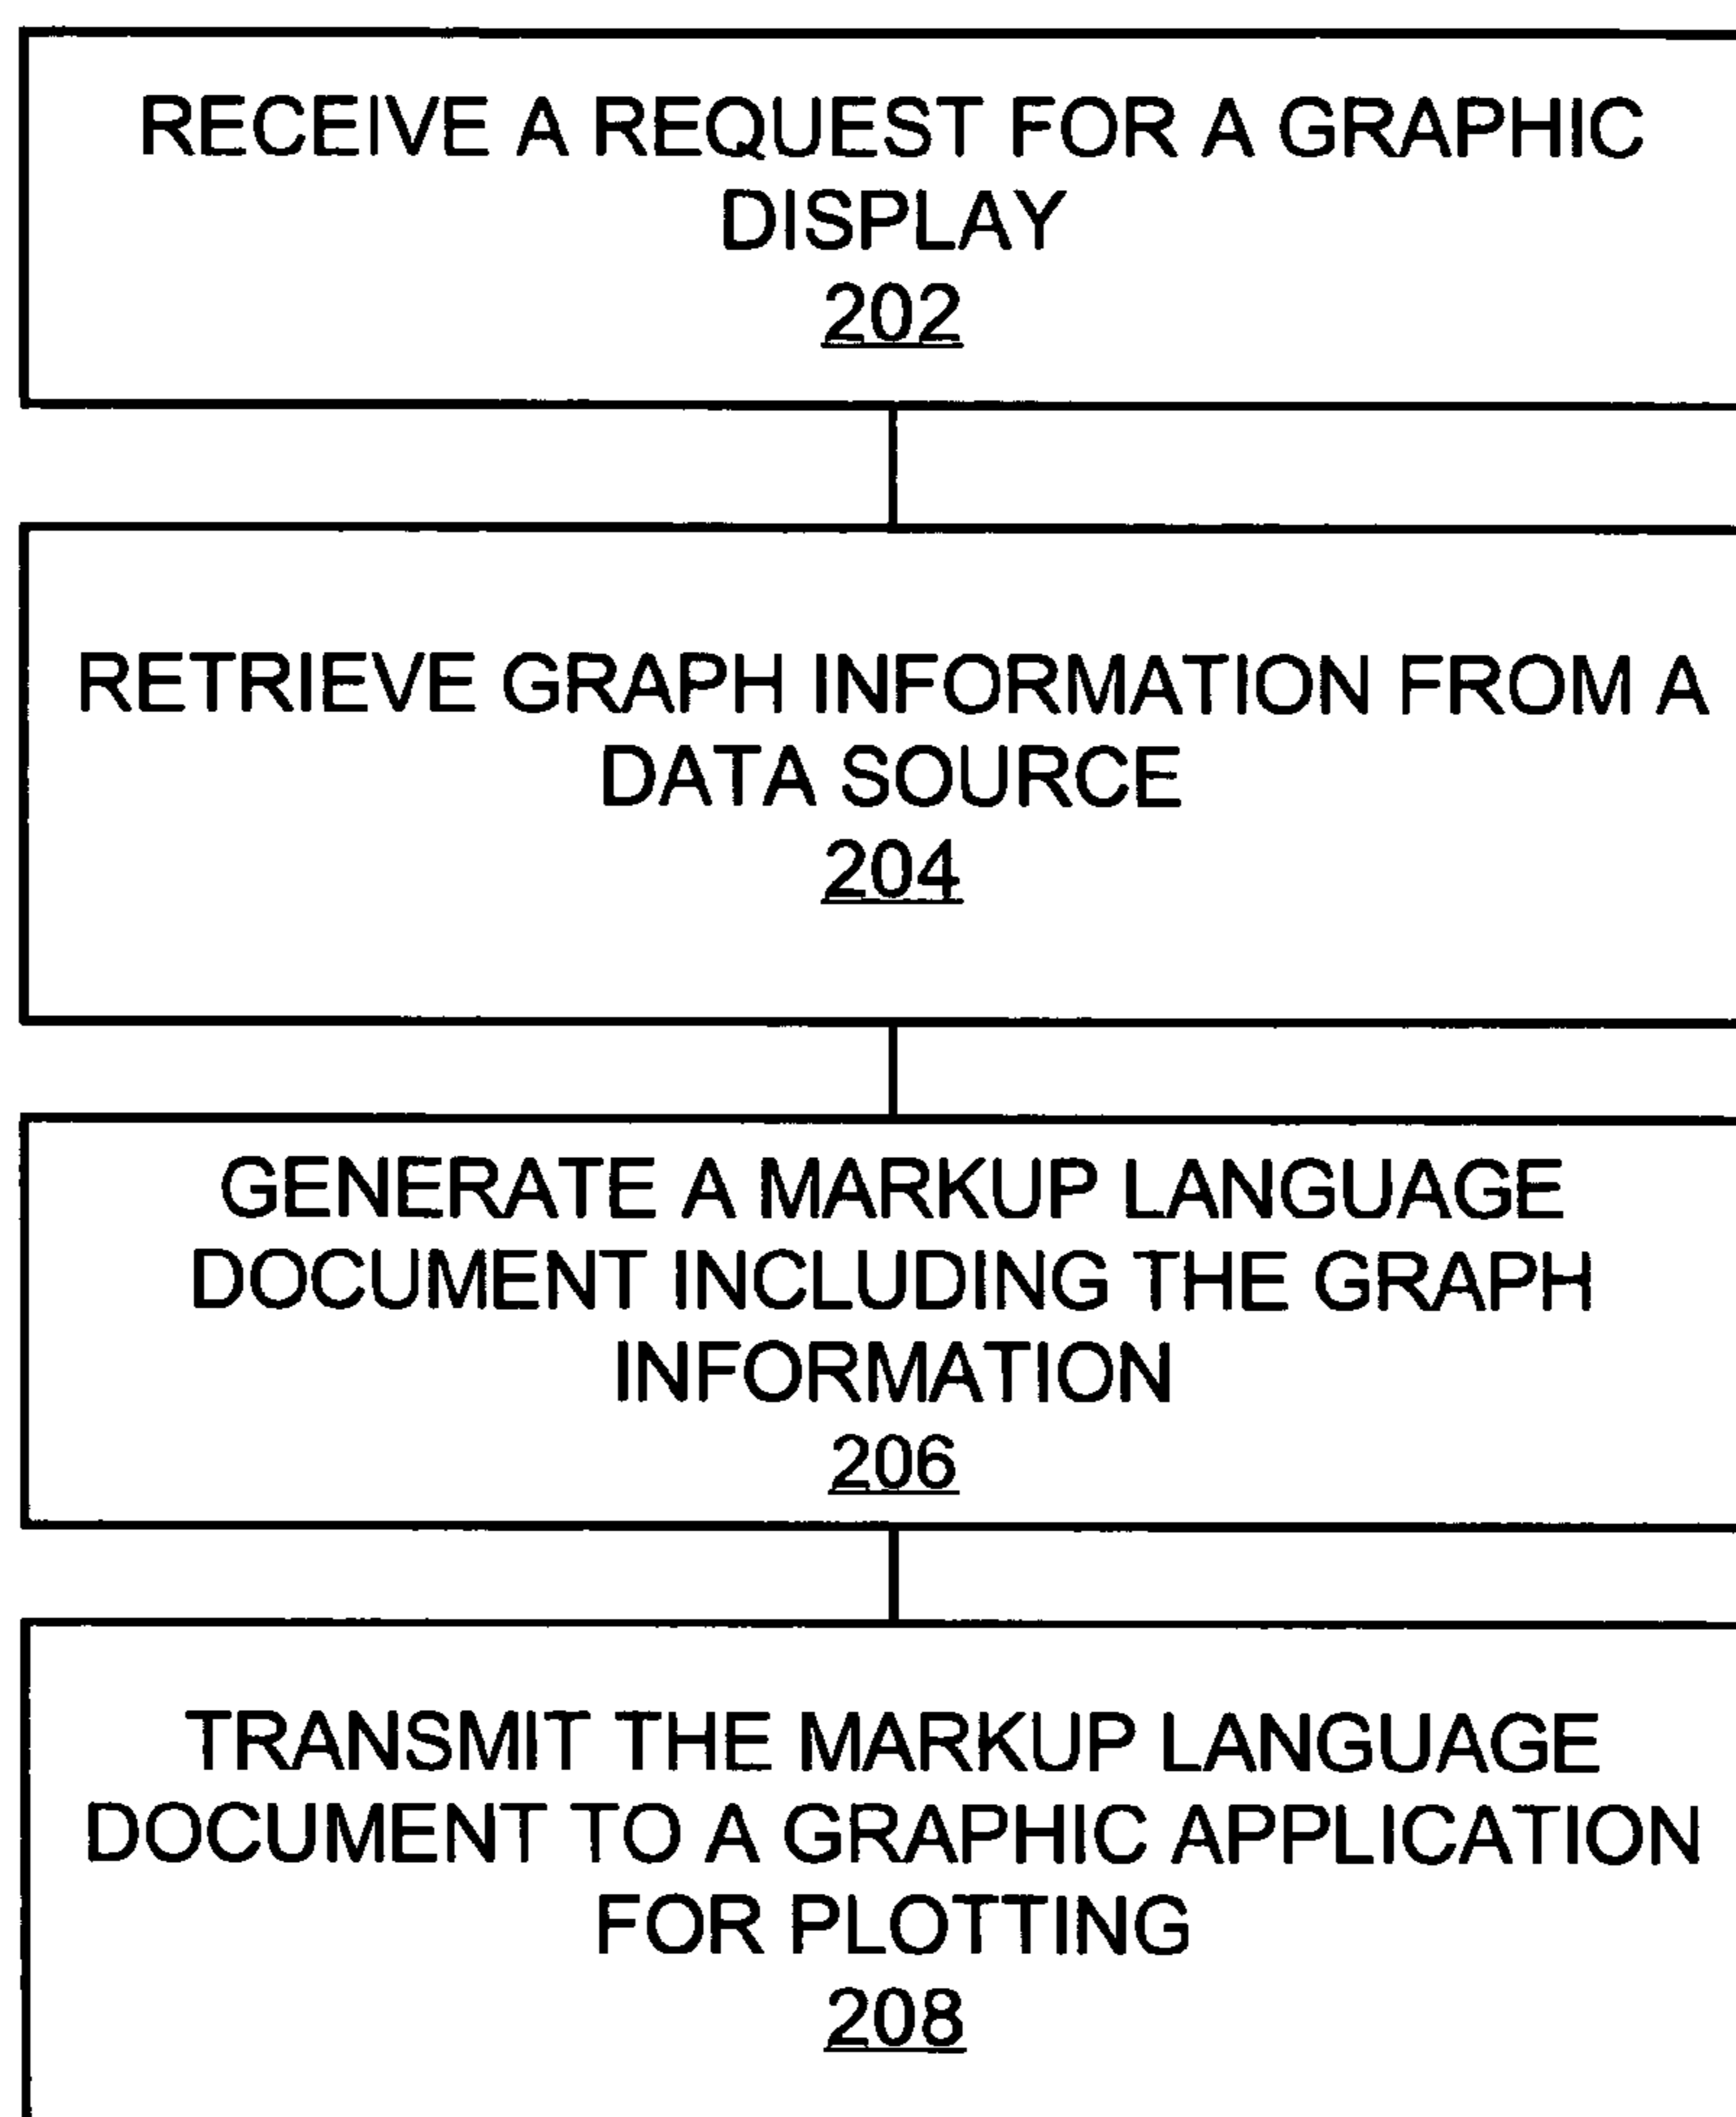 RECEIVE A REQUEST FOR A GRAPHIC
DISPLAY
202
RETRIEVE GRAPH INFORMATION FROM A
DATA SOURCE
204
GENERATE A MARKUP LANGUAGE
DOCUMENT INCLUDING THE GRAPH
INFORMATION
206
TRANSMIT THE MARKUP LANGUAGE
DOCUMENT TO A GRAPHIC APPLICATION
FOR PLOTTING
208